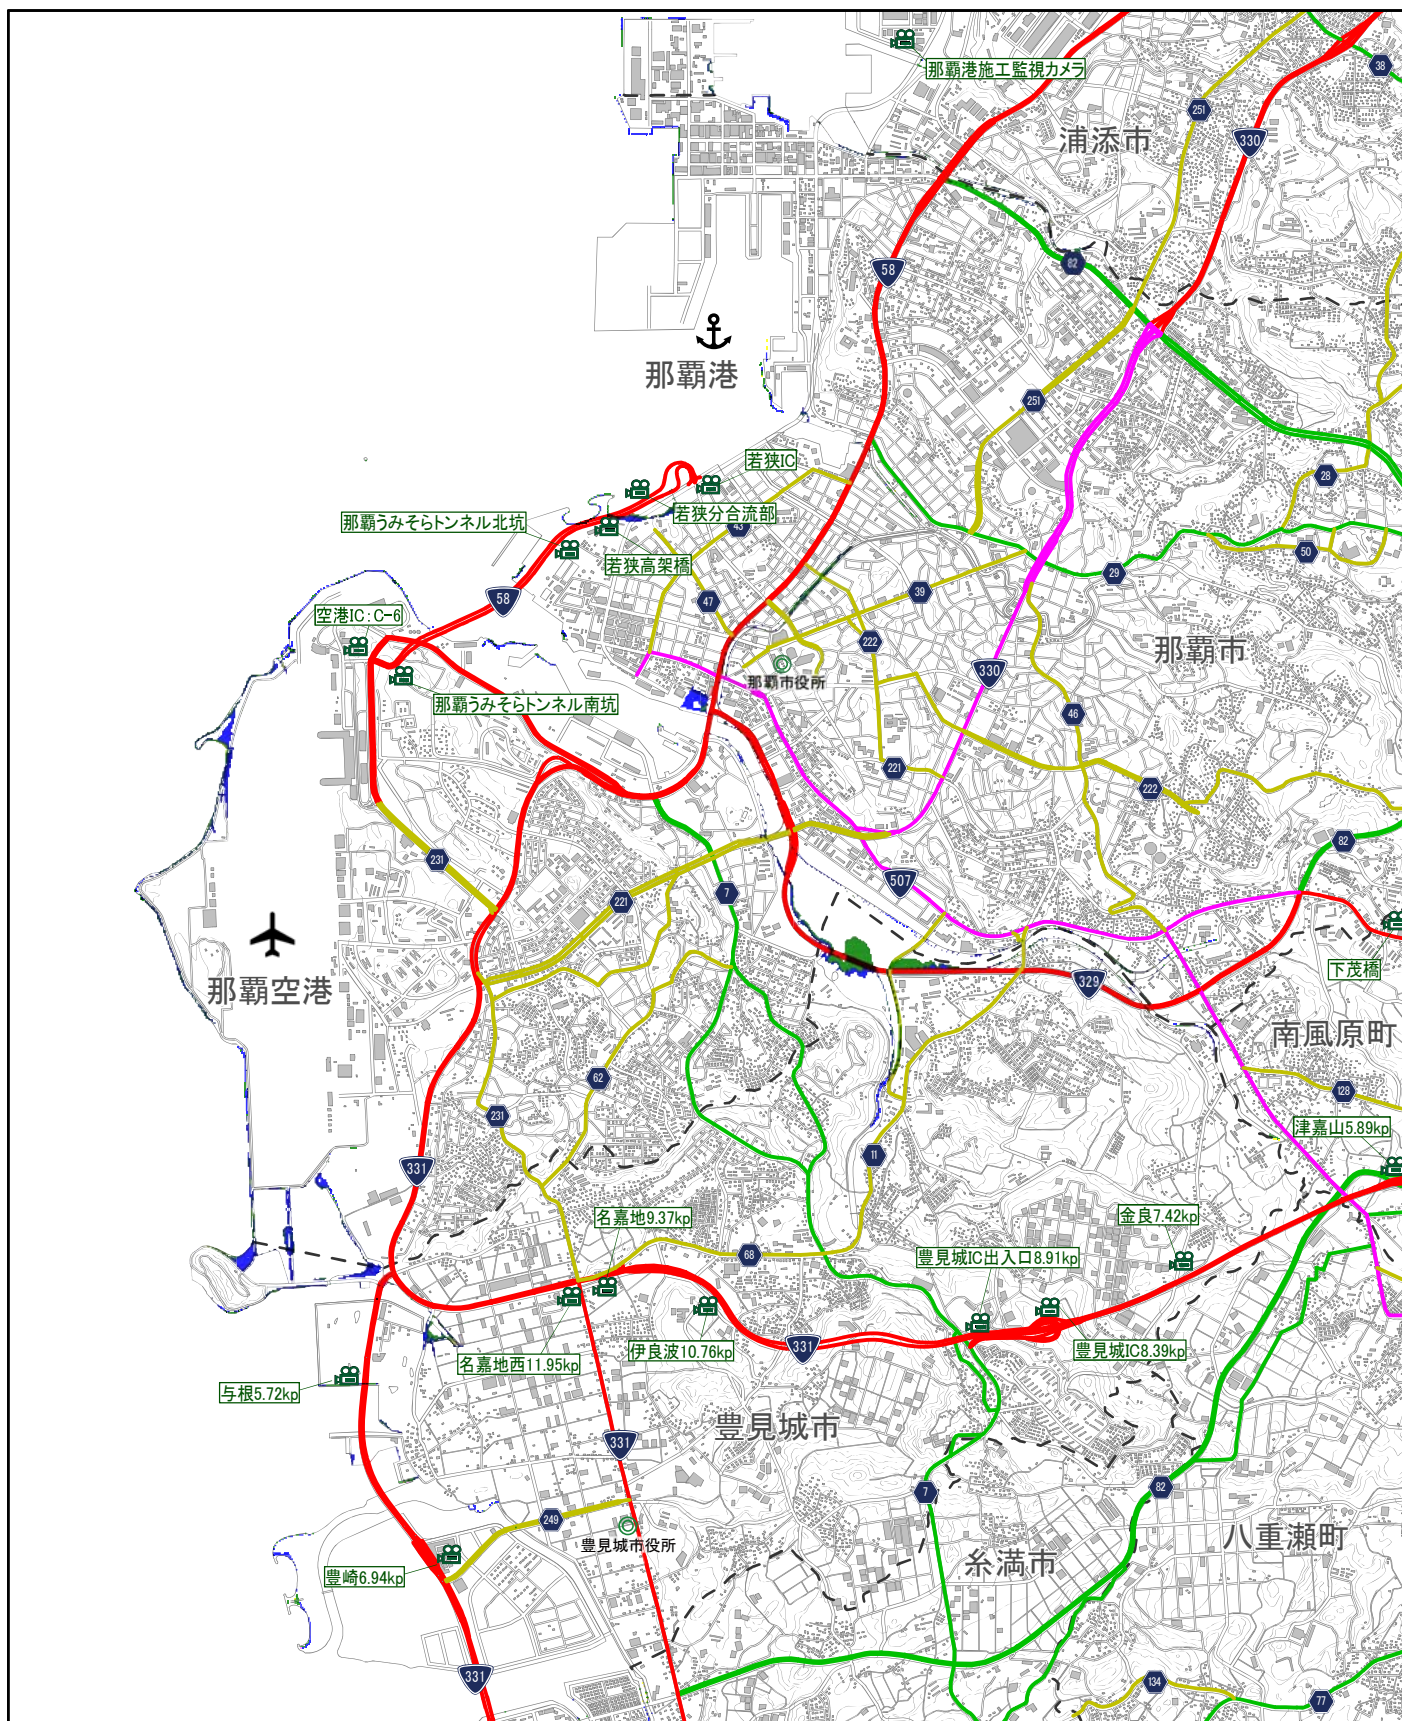 那覇港施工監視カメラ
38
251
浦添市
330
82
58
那覇港
251
若狭IC
28
若狭分合流部
那覇うみそらトンネル北坑
43
50
若狭高架橋
29
58
47
39
空港IC:C-6
222
那覇市
330
那覇市役所
那覇うみそらトンネル南坑
46
221
222
82
231
507
7
221
那覇空港
下茂橋
329
南風原町
62
128
231
津嘉山5.89kp
11
331
名嘉地9.37kp
金良7.42kp
68
豊見城IC出入口8.91kp
331
伊良波10.76kp
豊見城IC8.39kp
名嘉地西11.95kp
与根5.72kp
豊見城市
331
82
7
249
豊見城市役所
八重瀬町
糸満市
豊崎6.94kp
331
134
77